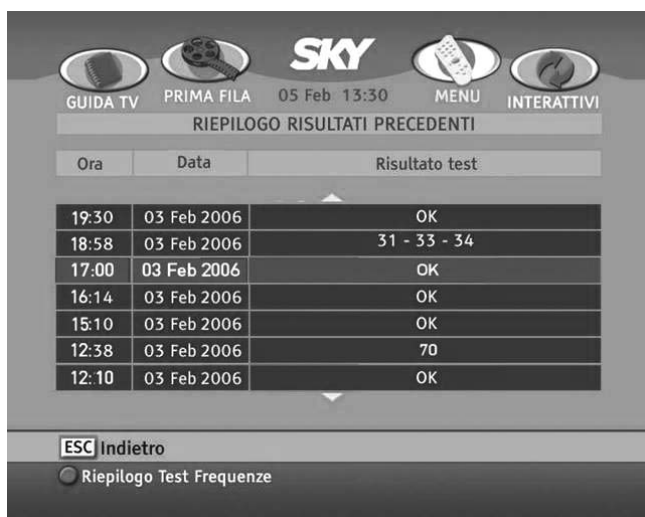 SKY
GUIDA TV PRIMA FILA 05 Feb 13:30 MENU INTERATTIVI
RIEPILOGO RISULTATI PRECEDENTI
Ora Data Risultato test
19:30 03 Feb 2006 OK
18:58 03 Feb 2006 31 - 33 - 34
17:00 03 Feb 2006 OK
16:14 03 Feb 2006 OK
15:10 03 Feb 2006 OK
12:38 03 Feb 2006 70
12:10 03 Feb 2006 OK
ESC Indietro
Riepilogo Test Frequenze